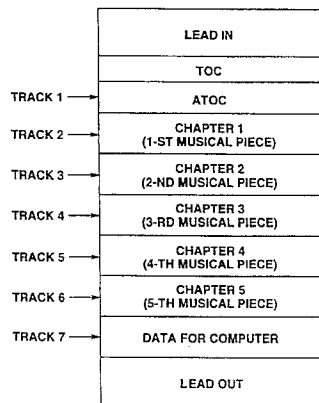 LEAD IN
TOC
TRACK 1
ATOC
TRACK 2
CHAPTER 1
(1-ST MUSICAL PIECE)
TRACK 3
CHAPTER 2
(2-ND MUSICAL PIECE)
TRACK 4
CHAPTER 3
(3-RD MUSICAL PIECE)
TRACK 5
CHAPTER 4
(4-TH MUSICAL PIECE)
TRACK 6
CHAPTER 5
(5-TH MUSICAL PIECE)
TRACK 7
DATA FOR COMPUTER
LEAD OUT